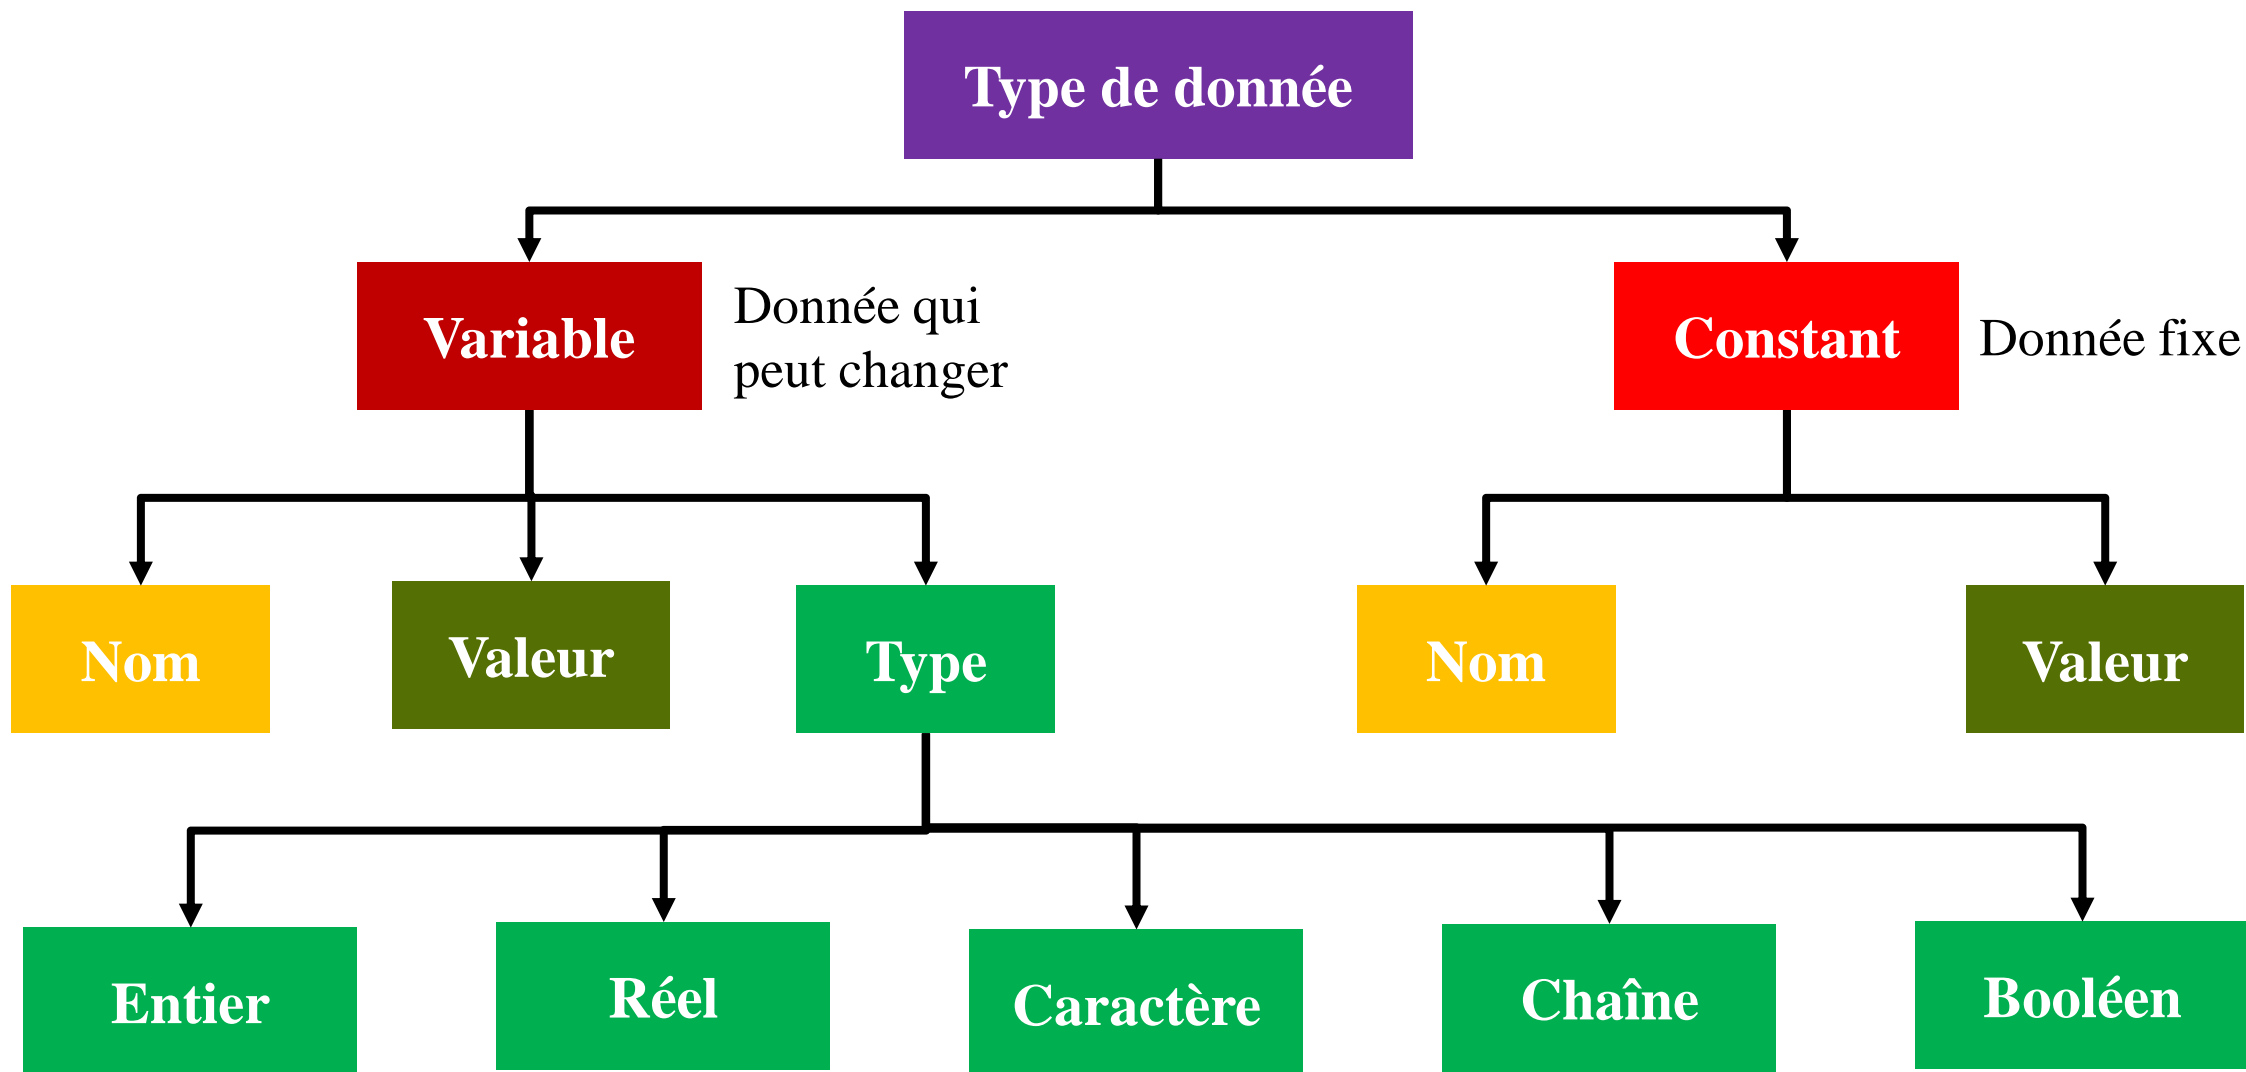 Type de donnée
Variable
Donnée qui
peut changer
Constant
Donnée fixe
Nom
Valeur
Type
Nom
Valeur
Entier
Réel
Caractère
Chaîne
Booléen